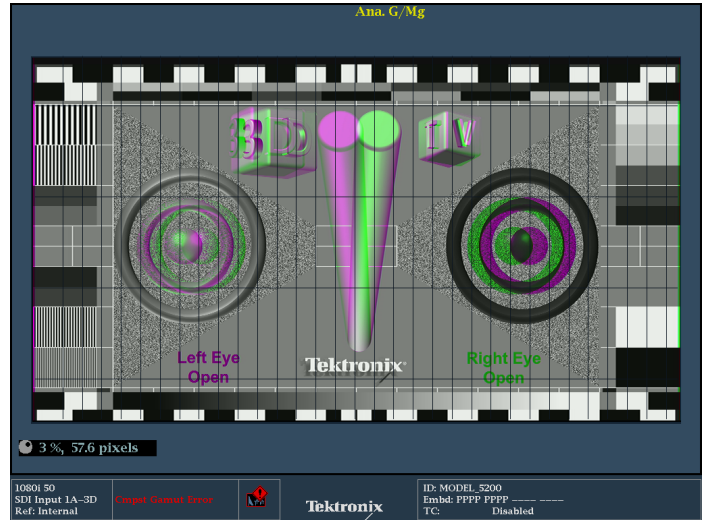 Ana. G/Mg
3D
TV
Left Eye
Open
Tektronix
Right Eye
Open
3 %, 57.6 pixels
1080i 50
SDI Input 1A–3D
Ref: Internal
Cmpst Gamut Error
Tektronix
ID: MODEL_5200
Embd: PPPP PPPP –––– ––––
TC: Disabled